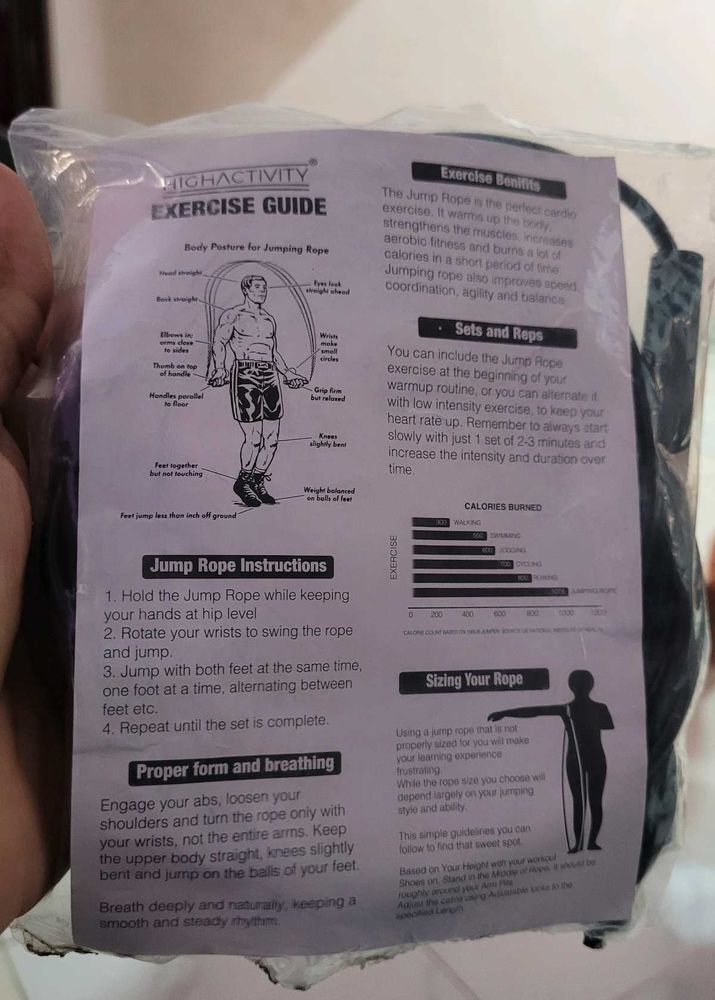 HIGHACTIVITY®
EXERCISE GUIDE
Body Posture for Jumping Rope
Head straight
Eyes look
straight ahead
Back straight
Elbows in;
arms close
to sides
Wrists
make
small
circles
Thumb on top
of handle
Handles parallel
to floor
Grip firm
but relaxed
Knees
slightly bent
Feet together
but not touching
Weight balanced
on balls of feet
Feet jump less than inch off ground
Jump Rope Instructions
1. Hold the Jump Rope while keeping
your hands at hip level
2. Rotate your wrists to swing the rope
and jump.
3. Jump with both feet at the same time,
one foot at a time, alternating between
feet etc.
4. Repeat until the set is complete.
Proper form and breathing
Engage your abs, loosen your
shoulders and turn the rope only with
your wrists, not the entire arms. Keep
the upper body straight, knees slightly
bent and jump on the balls of your feet.
Breath deeply and naturally, keeping a
smooth and steady rhythm.
Exercise Benifits
The Jump Rope is the perfect cardio
exercise. It warms up the body,
strengthens the muscles, increases
aerobic fitness and burns a lot of
calories in a short period of time.
Jumping rope also improves speed,
coordination, agility and balance.
Sets and Reps
You can include the Jump Rope
exercise at the beginning of your
warmup routine, or you can alternate it
with low intensity exercise, to keep your
heart rate up. Remember to always start
slowly with just 1 set of 2-3 minutes and
increase the intensity and duration over
time.
CALORIES BURNED
EXERCISE
300 WALKING
550 SWIMMING
600 JOGGING
700 CYCLING
800 ROWING
1074 JUMPING ROPE
0 200 400 600 800 1000 1200
Sizing Your Rope
Using a jump rope that is not
properly sized for you will make
your learning experience
frustrating.
While the rope size you choose will
depend largely on your jumping
style and ability.
This simple guidelines you can
follow to find that sweet spot.
Based on Your Height with your workout
Shoes on, Stand in the Middle of Rope, it should be
roughly around your Arm Pits
Adjust the cable using Adjustable locks to the
specified Length